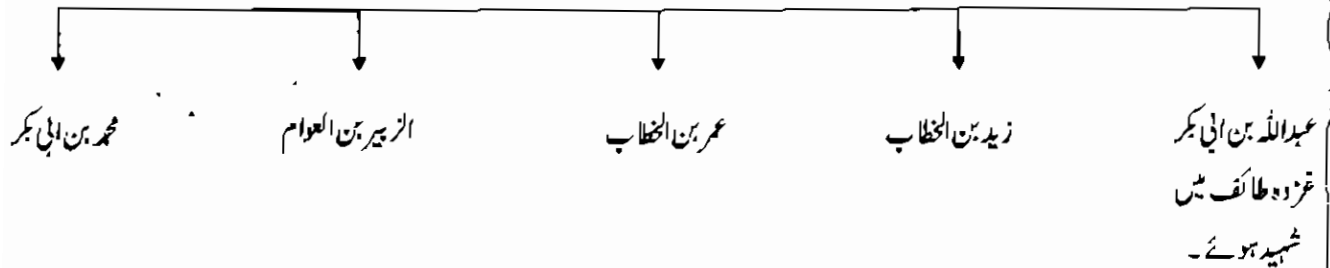 عبداللہ بن ابی بکر
غزدہ طائف میں
شہید ہوئے۔
زید بن الخطاب
عمر بن الخطاب
الزبیر بن العوام
محمد بن ابی بکر